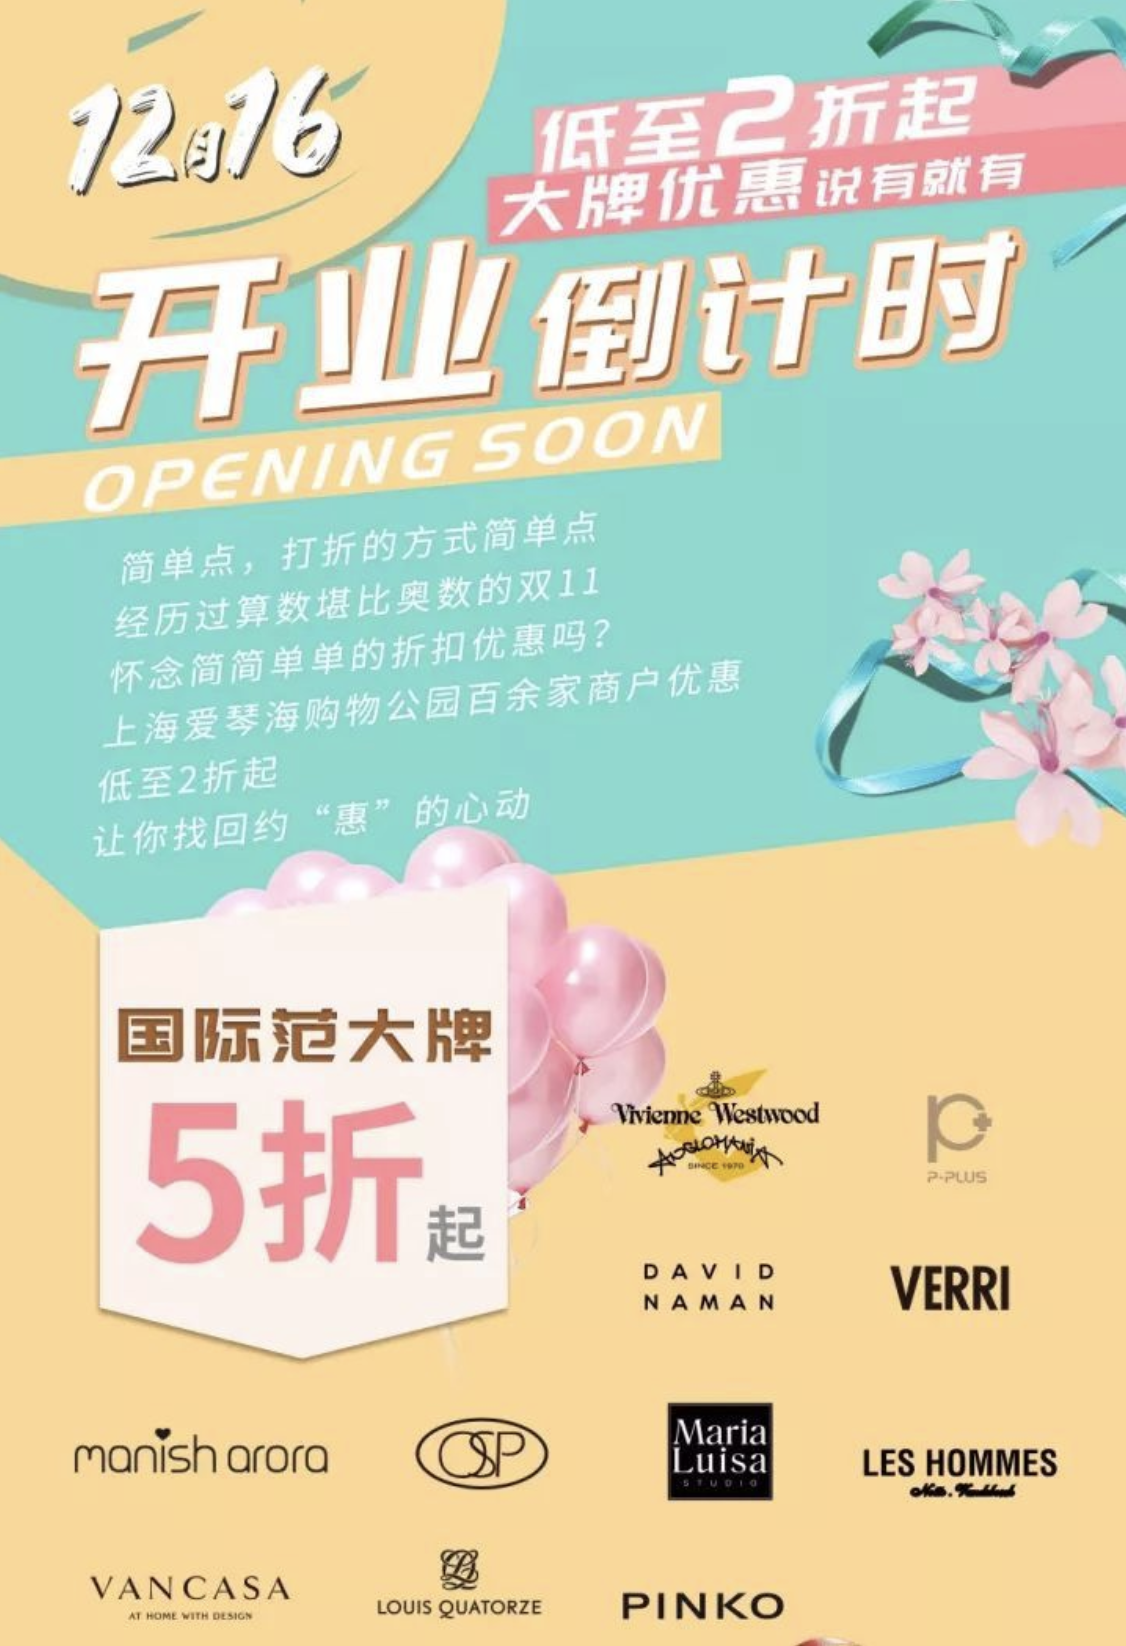 12月16
低至2折起
大牌优惠说有就有
开业倒计时
OPENING SOON
简单点，打折的方式简单点
经历过算数堪比奥数的双11
怀念简简单单的折扣优惠吗？
上海爱琴海购物公园百余家商户优惠
低至2折起
让你找回约“惠”的心动
国际范大牌
5折起
Vivienne Westwood
ANGLOMANIA
SINCE 1970
P-PLUS
DAVID
NAMAN
VERRI
manish arora
OSP
Maria
Luisa
STUDIO
LES HOMMES
VANCASA
AT HOME WITH DESIGN
LOUIS QUATORZE
PINKO